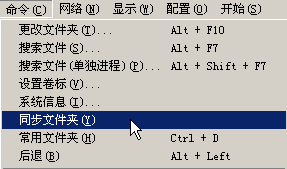 命令(C) 网络(N) 显示(W) 配置(O) 开始(S)
更改文件夹(T)... Alt + F10
搜索文件(S)... Alt + F7
搜索文件(单独进程)(P)... Alt + Shift + F7
设置卷标(V)...
系统信息(I)...
同步文件夹(Y)
常用文件夹(H) Ctrl + D
后退(B) Alt + Left